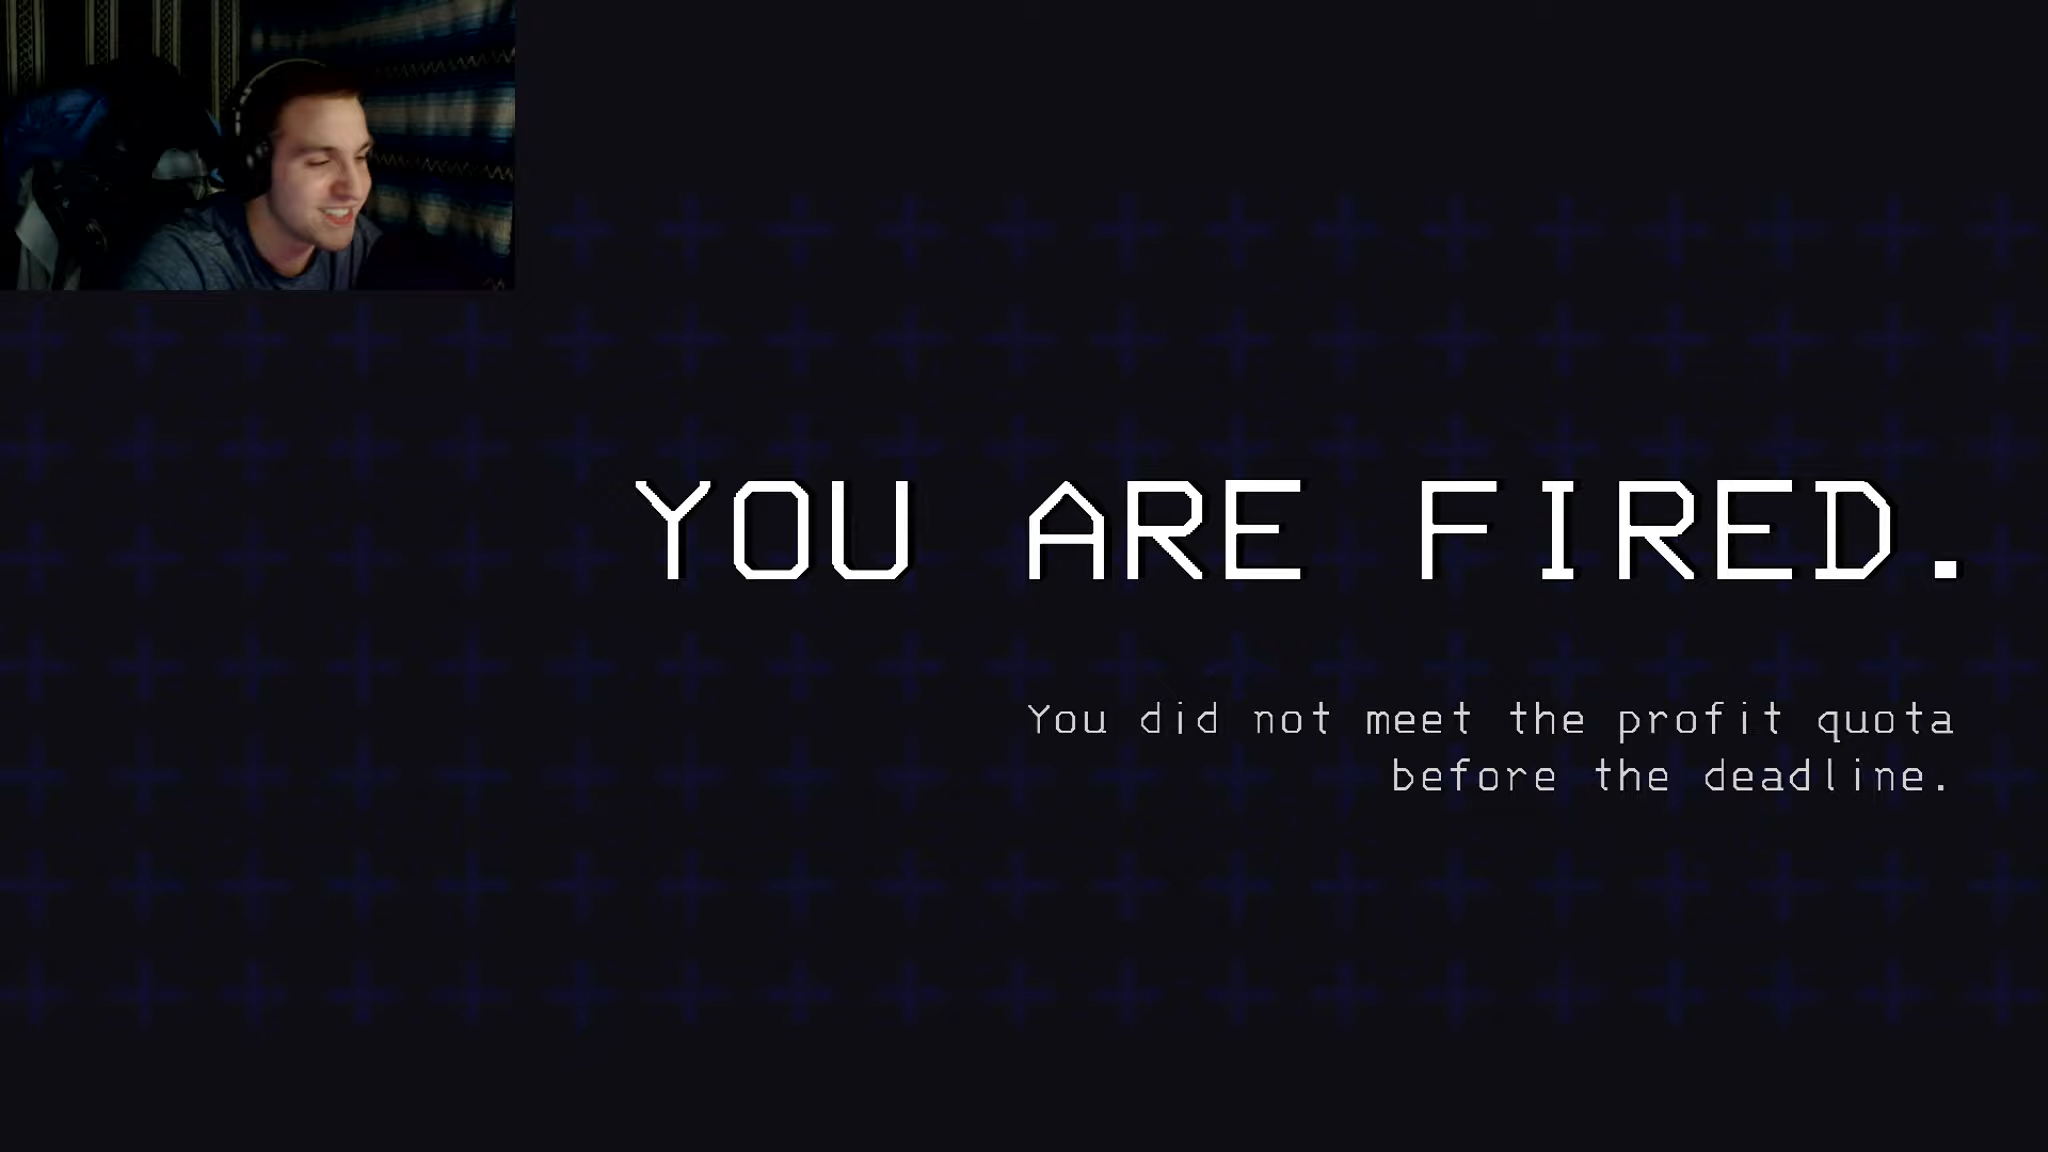 YOU ARE FIRED.
You did not meet the profit quota
before the deadline.